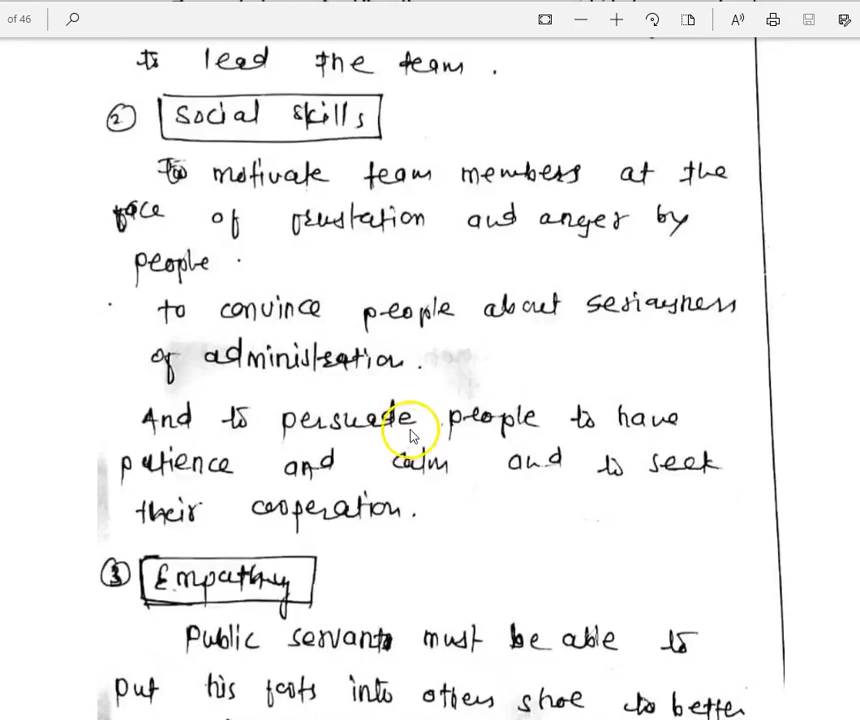 of 46
to lead the team .
2 Social skills
To motivate team members at the
face of frustation and anger by
people .
to convince people about seriousness
of administration .
And to persuade people to have
patience and calm and to seek
their cooperation .
3 Empathy
Public servant must be able to
put his foots into others shoe to better